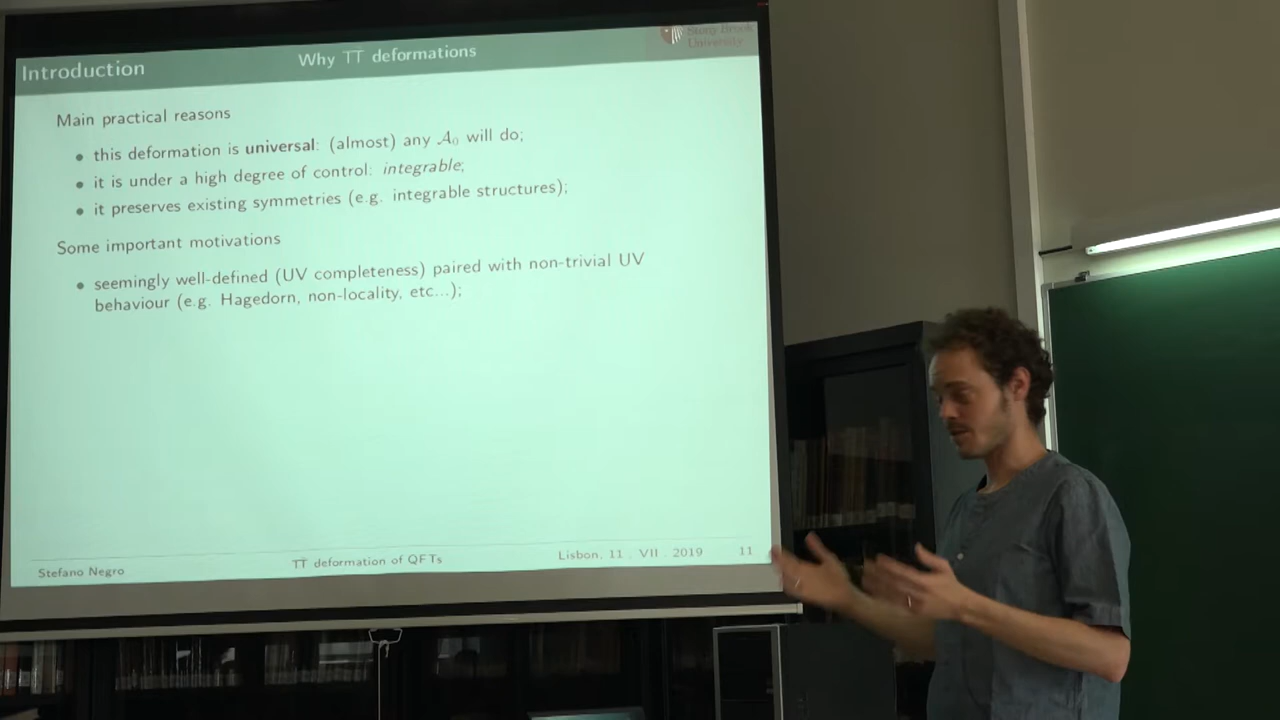 Stony Brook
University
Introduction
Why TT̄ deformations
Main practical reasons
• this deformation is universal: (almost) any 𝒜₀ will do;
• it is under a high degree of control: integrable;
• it preserves existing symmetries (e.g. integrable structures);
Some important motivations
• seemingly well-defined (UV completeness) paired with non-trivial UV
behaviour (e.g. Hagedorn, non-locality, etc...);
Stefano Negro
TT̄ deformation of QFTs
Lisbon, 11 . VII . 2019
11